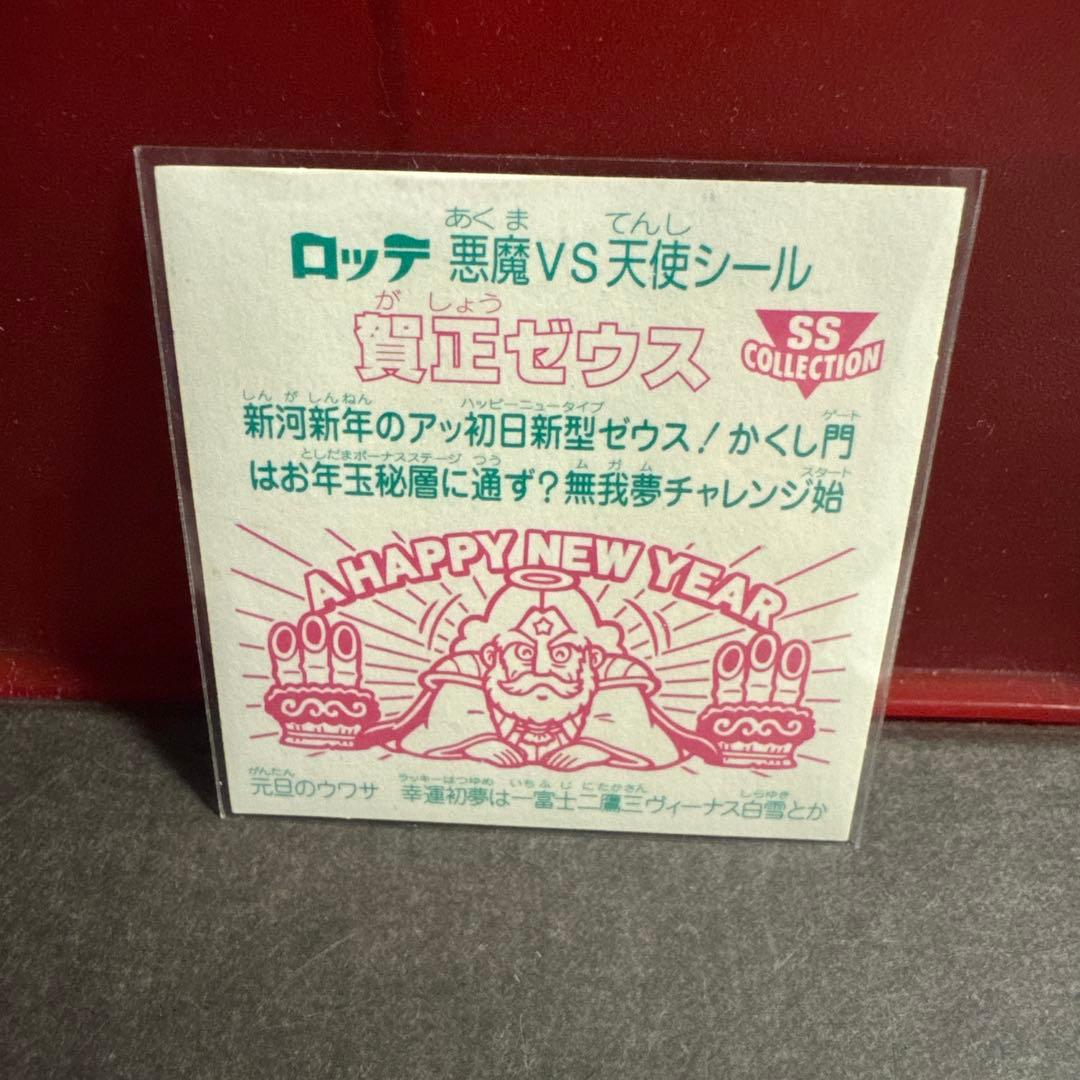 あくま てんし
ロッテ 悪魔VS天使シール
がしょう
賀正ゼウス
SS
COLLECTION
しんがしんねん ハッピーニュータイプ ゲート
新河新年のアッ初日新型ゼウス!かくし門
としだまボーナスステージ つう ムガム スタート
はお年玉秘層に通ず?無我夢チャレンジ始
A HAPPY NEW YEAR
がんたん ラッキーはつゆめ いちふじにたかさん しらゆき
元旦のウワサ 幸運初夢は一富士二鷹三ヴィーナス白雪とか